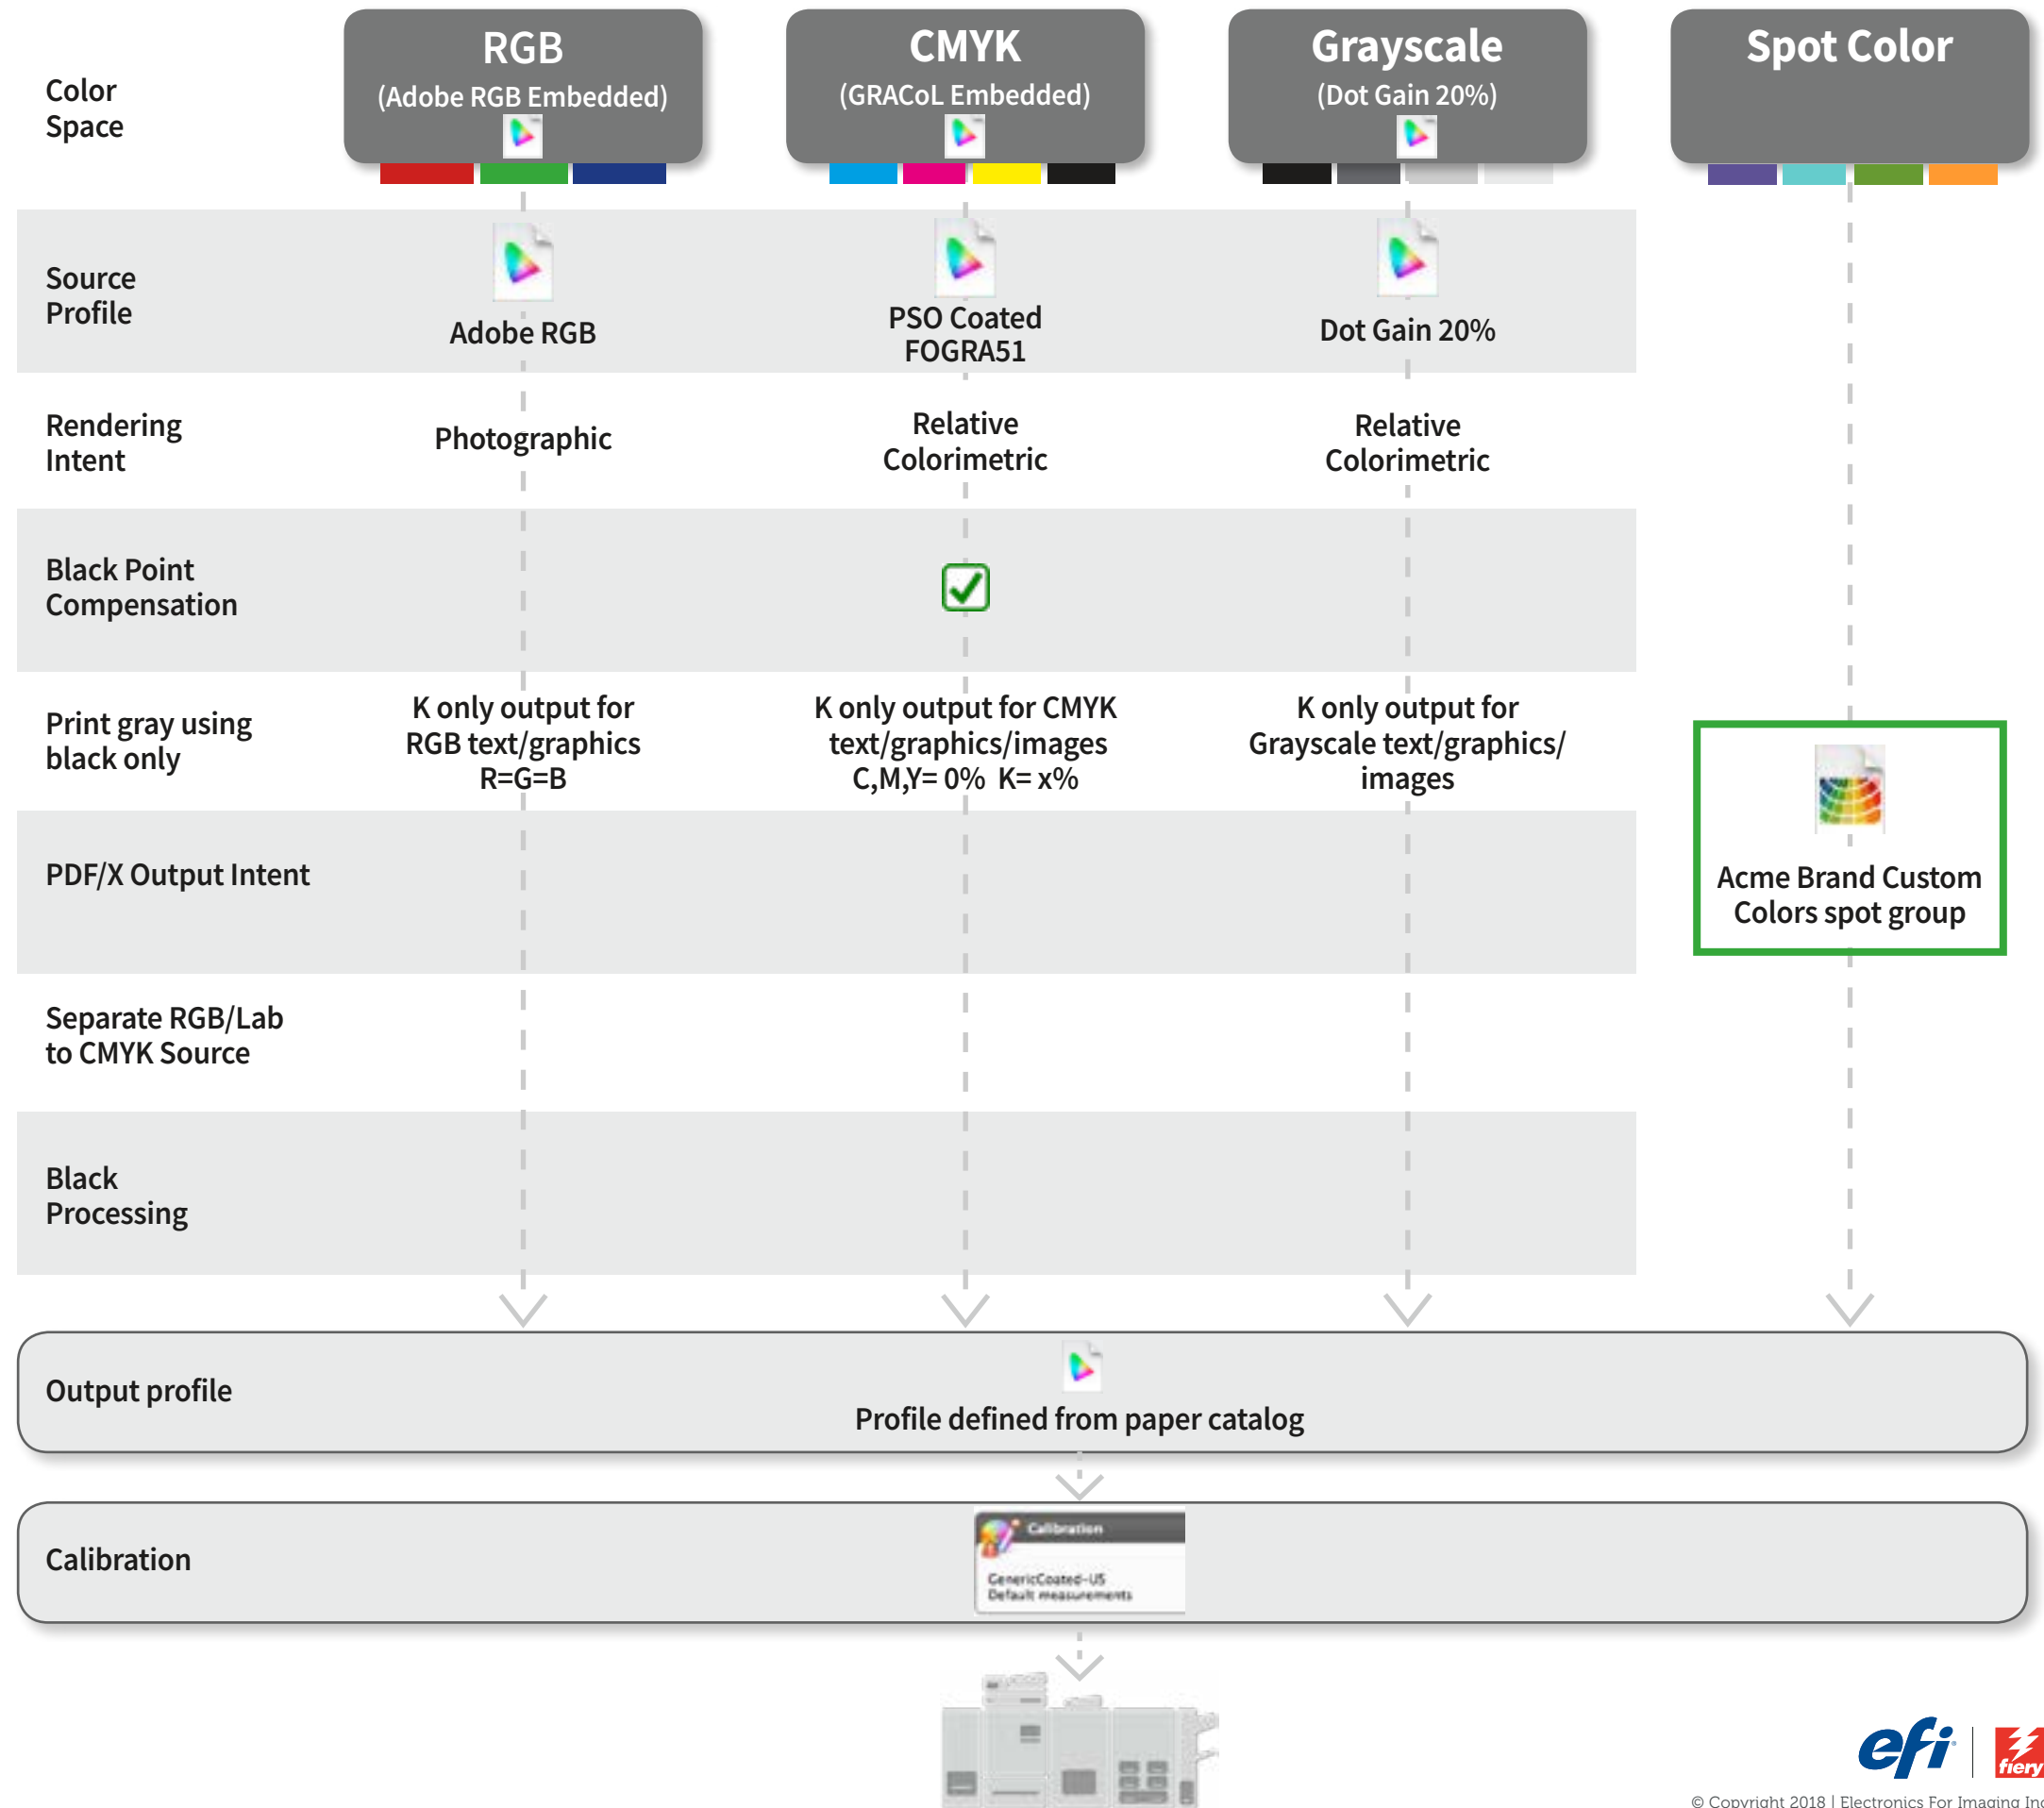 Color
Space
RGB
(Adobe RGB Embedded)
CMYK
(GRACoL Embedded)
Grayscale
(Dot Gain 20%)
Spot Color
Source
Profile
Adobe RGB
PSO Coated
FOGRA51
Dot Gain 20%
Rendering
Intent
Photographic
Relative
Colorimetric
Relative
Colorimetric
Black Point
Compensation
Print gray using
black only
K only output for
RGB text/graphics
R=G=B
K only output for CMYK
text/graphics/images
C,M,Y= 0% K= x%
K only output for
Grayscale text/graphics/
images
PDF/X Output Intent
Acme Brand Custom
Colors spot group
Separate RGB/Lab
to CMYK Source
Black
Processing
Output profile
Profile defined from paper catalog
Calibration
Calibration
GenericCoated-US
Default measurements
efi
fiery
© Copyright 2018 | Electronics For Imaging Inc